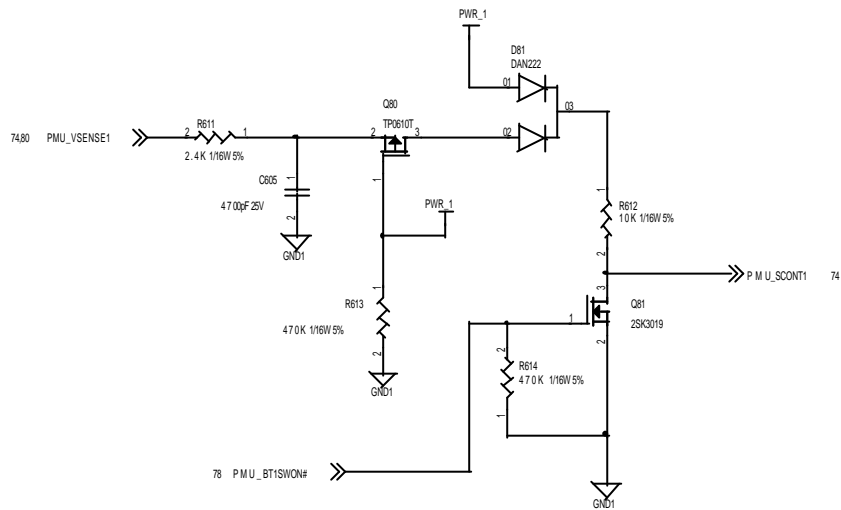 PWR_1
D81
DAN222
01
03
Q80
TP0610T
R611
74,80 PMU_VSENSE1
2
1
2
3
02
2.4K 1/16W 5%
C605
1
4700pF 25V
2
GND1
1
PWR_1
1
R612
10K 1/16W 5%
2
PMU_SCONT1 74
3
Q81
1
2SK3019
2
1
R613
470K 1/16W 5%
2
GND1
2
R614
470K 1/16W 5%
1
78 PMU_BT1SWON#
GND1